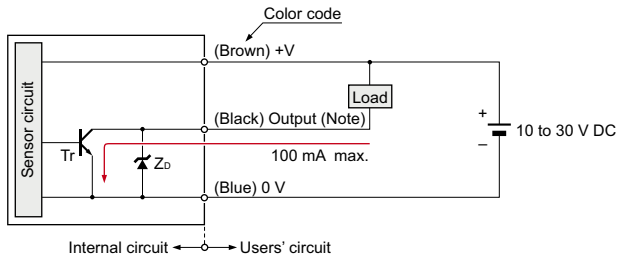 Color code
(Brown) +V
Sensor circuit
Load
(Black) Output (Note)
+
10 to 30 V DC
–
Tr
ZD
100 mA max.
(Blue) 0 V
Internal circuit
Users' circuit